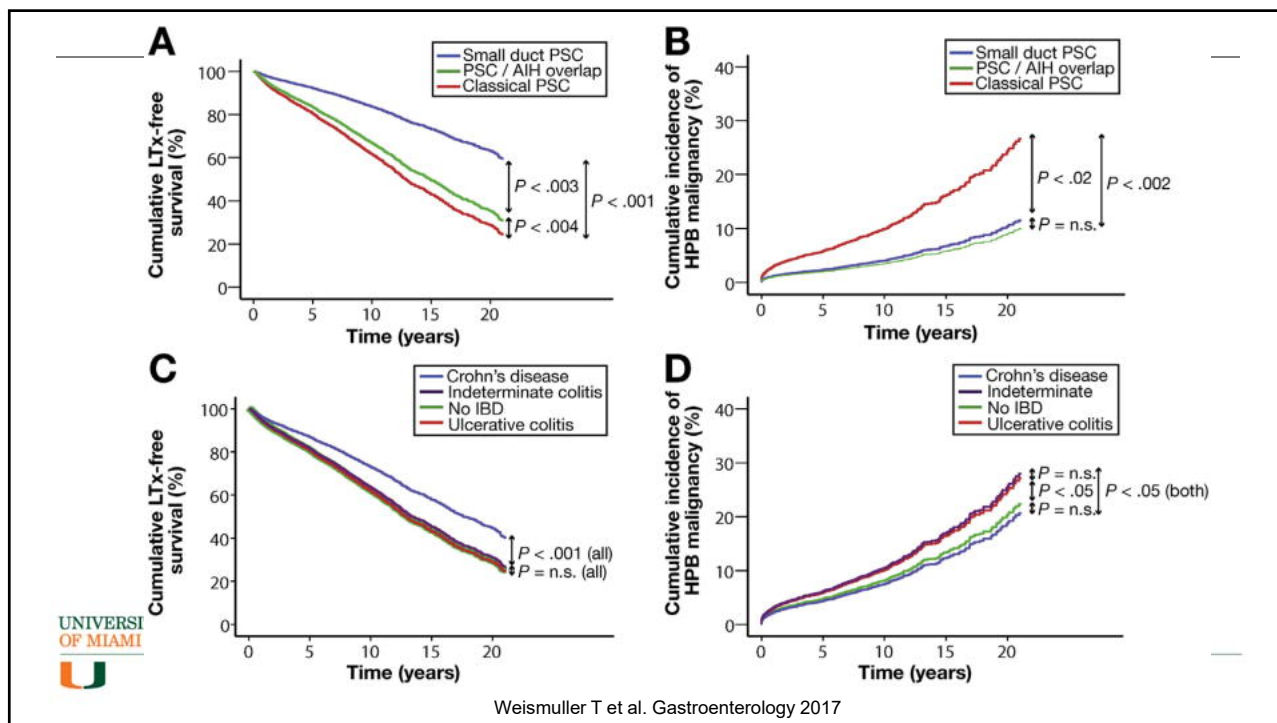 A
Small duct PSC
PSC / AIH overlap
Classical PSC
Cumulative LTx-free
survival (%)
100
80
60
40
20
0
P < .003
P < .004
P < .001
0 5 10 15 20
Time (years)
B
Small duct PSC
PSC / AIH overlap
Classical PSC
Cumulative incidence of
HPB malignancy (%)
40
30
20
10
0
P < .02
P < .002
P = n.s.
0 5 10 15 20
Time (years)
C
Crohn's disease
Indeterminate colitis
No IBD
Ulcerative colitis
Cumulative LTx-free
survival (%)
100
80
60
40
20
0
P < .001 (all)
P = n.s. (all)
0 5 10 15 20
Time (years)
D
Crohn's disease
Indeterminate
No IBD
Ulcerative colitis
Cumulative incidence of
HPB malignancy (%)
40
30
20
10
0
P = n.s.
P < .05
P = n.s.
P < .05 (both)
0 5 10 15 20
Time (years)
UNIVERSI
OF MIAMI
Weismuller T et al. Gastroenterology 2017